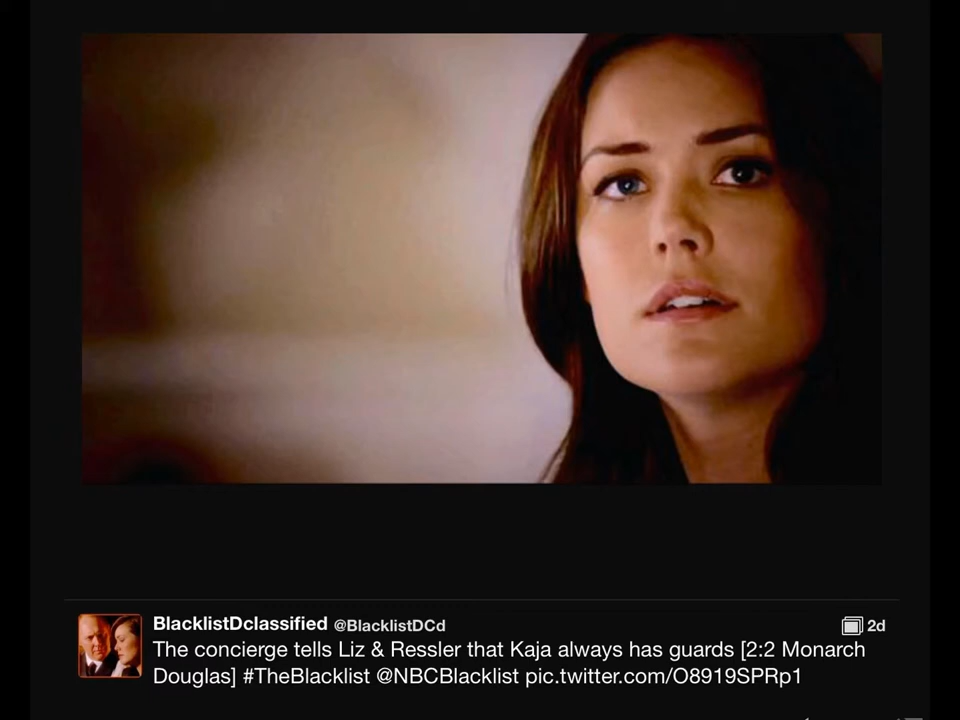 BlacklistDclassified @BlacklistDCd 2d
The concierge tells Liz & Ressler that Kaja always has guards [2:2 Monarch
Douglas] #TheBlacklist @NBCBlacklist pic.twitter.com/O8919SPRp1